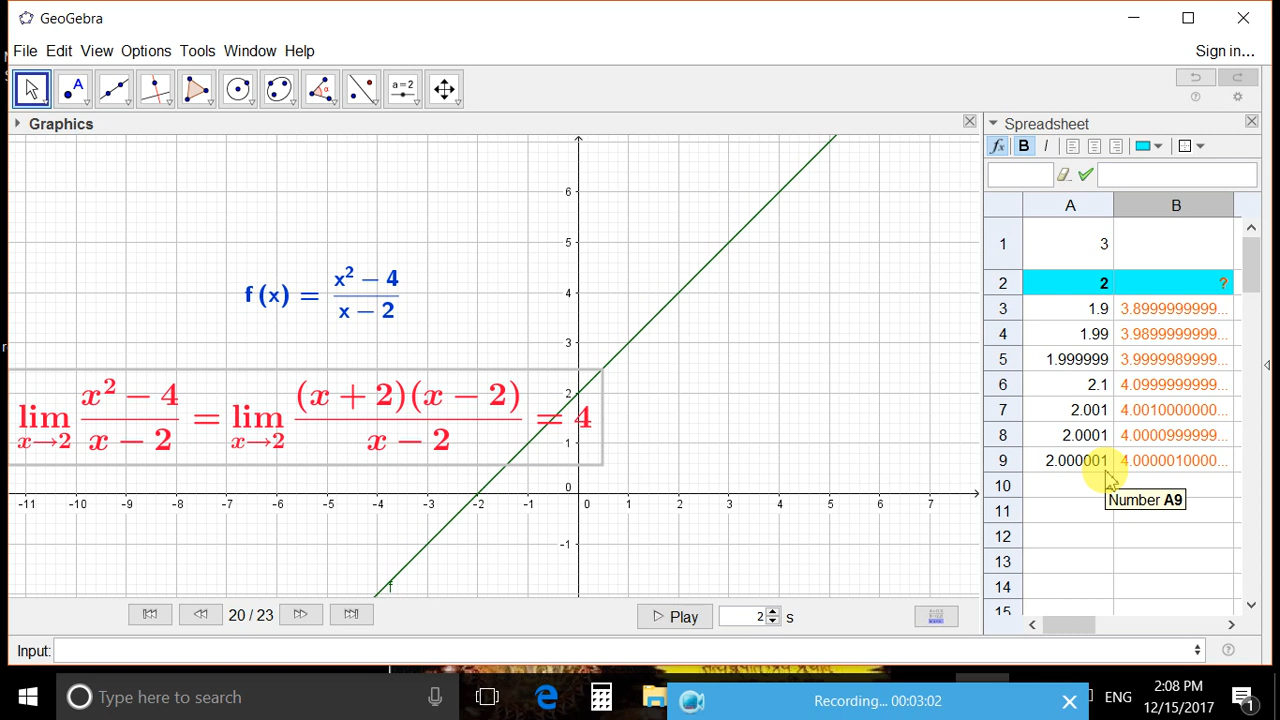 GeoGebra
File Edit View Options Tools Window Help
Sign in...
A
a=2
Graphics
Spreadsheet
fx B I
A B
1 3
2 2 ?
3 1.9 3.8999999999...
4 1.99 3.9899999999...
5 1.999999 3.9999989999...
6 2.1 4.0999999999...
7 2.001 4.0010000000...
8 2.0001 4.0000999999...
9 2.000001 4.0000010000...
10
11
12
13
14
15
Number A9
6
5
4
3
2
1
0
-1
-11 -10 -9 -8 -7 -6 -5 -4 -3 -2 -1 0 1 2 3 4 5 6 7
f (x) = (x² − 4)/(x − 2)
lim x→2 (x² − 4)/(x − 2) = lim x→2 (x + 2)(x − 2)/(x − 2) = 4
f
20 / 23
Play
2 s
Input:
Type here to search
Recording... 00:03:02
ENG
2:08 PM
12/15/2017
1